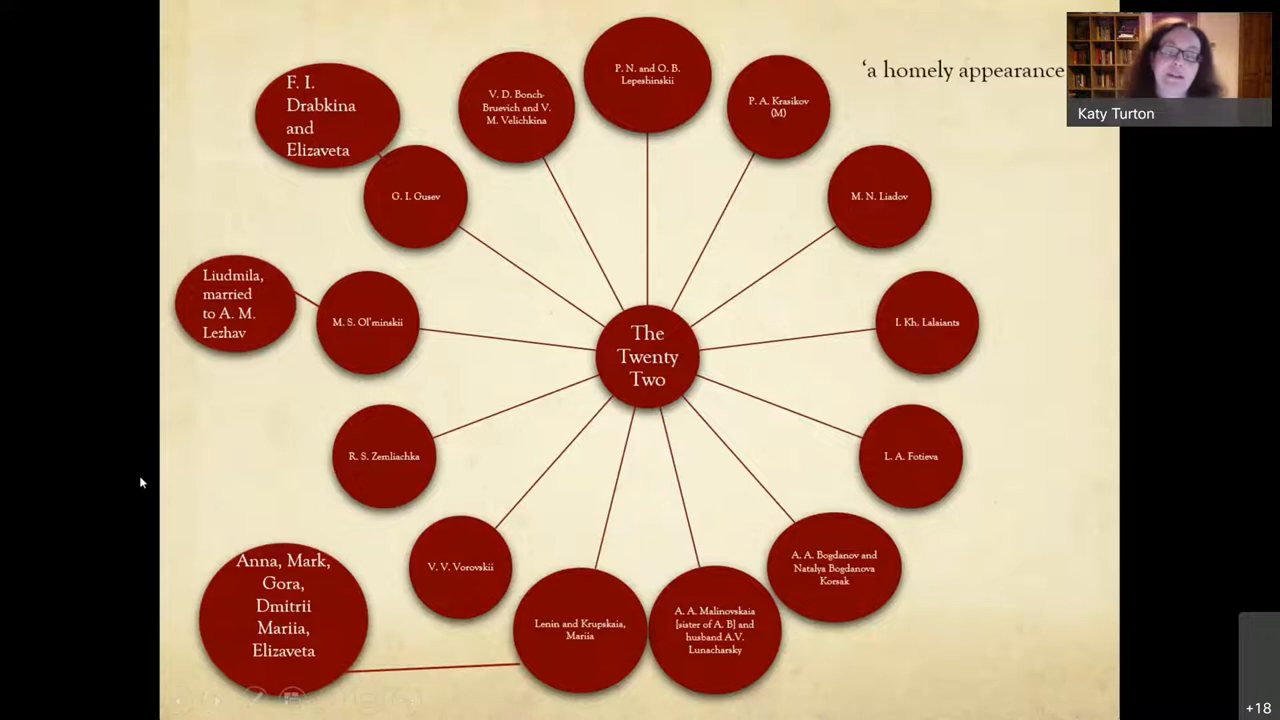 'a homely appearance
Katy Turton
P. N. and O. B.
Lepeshinskii
P. A. Krasikov
(M)
M. N. Liadov
I. Kh. Lalaiants
L. A. Fotieva
A. A. Bogdanov and
Natalya Bogdanova
Korsak
A. A. Malinovskaia
[sister of A. B] and
husband A.V.
Lunacharsky
Lenin and Krupskaia,
Mariia
Anna, Mark,
Gora,
Dmitrii
Mariia,
Elizaveta
V. V. Vorovskii
R. S. Zemliachka
M. S. Ol'minskii
Liudmila,
married
to A. M.
Lezhav
G. I. Gusev
F. I.
Drabkina
and
Elizaveta
V. D. Bonch-
Bruevich and V.
M. Velichkina
The
Twenty
Two
+18